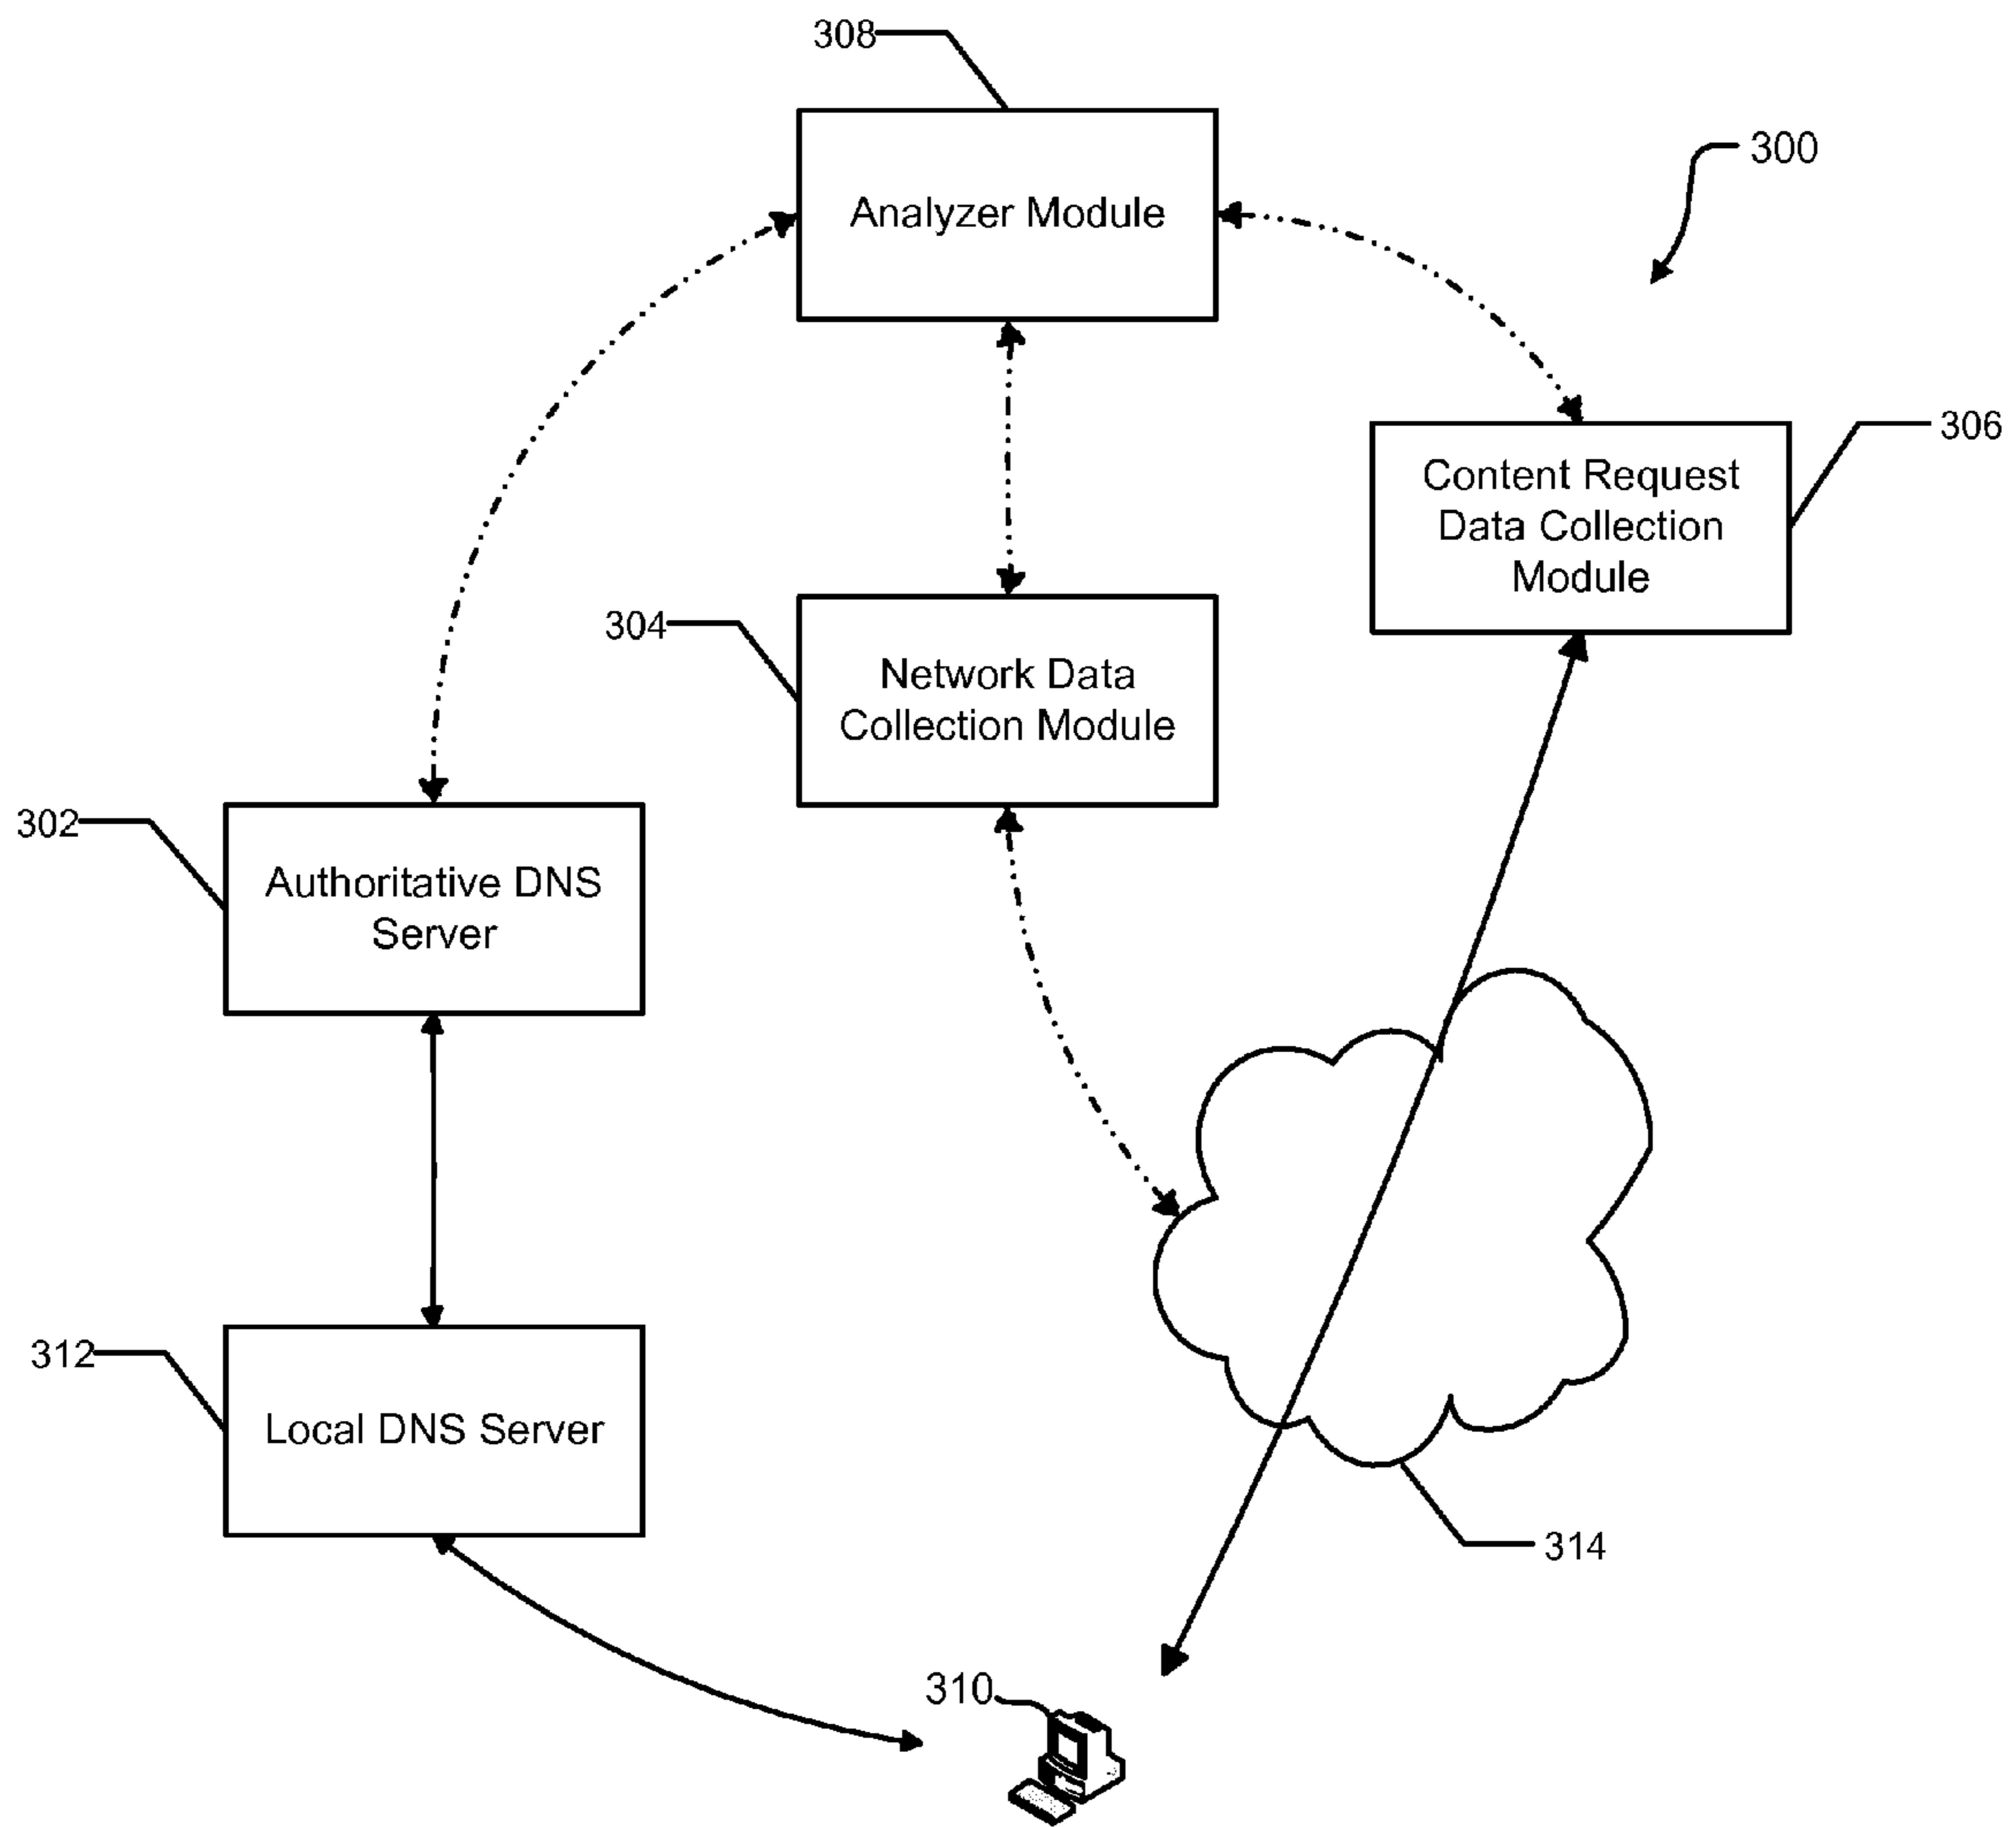 308
300
Analyzer Module
306
Content Request
Data Collection
Module
304
Network Data
Collection Module
302
Authoritative DNS
Server
312
Local DNS Server
314
310